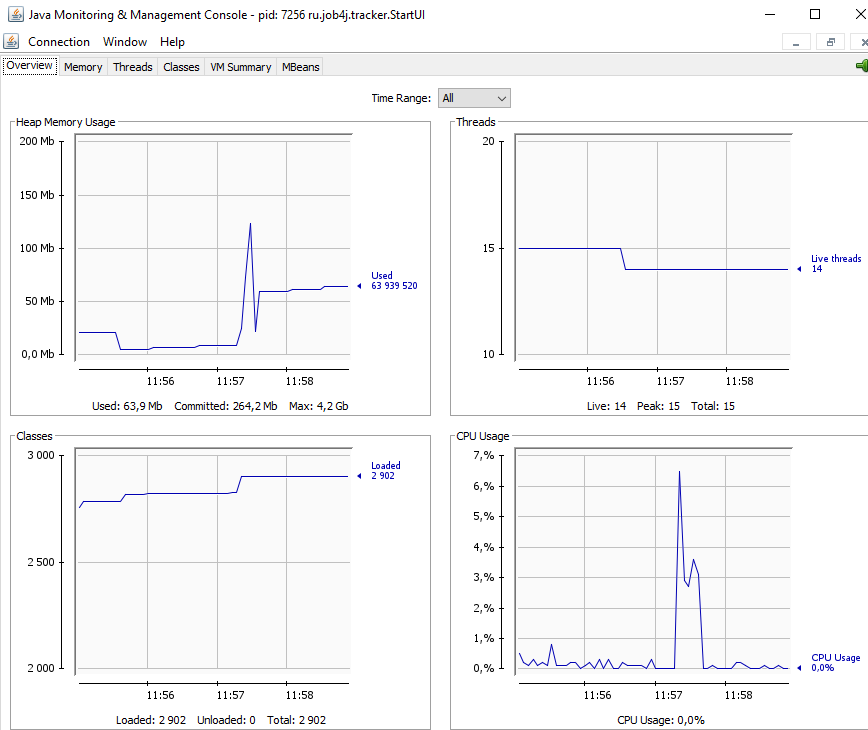 Java Monitoring & Management Console - pid: 7256 ru.job4j.tracker.StartUI
Connection Window Help
Overview Memory Threads Classes VM Summary MBeans
Time Range: All
Heap Memory Usage
200 Mb
150 Mb
100 Mb
50 Mb
0,0 Mb
Used
63 939 520
11:56 11:57 11:58
Used: 63,9 Mb Committed: 264,2 Mb Max: 4,2 Gb
Threads
20
15
10
Live threads
14
11:56 11:57 11:58
Live: 14 Peak: 15 Total: 15
Classes
3 000
2 500
2 000
Loaded
2 902
11:56 11:57 11:58
Loaded: 2 902 Unloaded: 0 Total: 2 902
CPU Usage
7,%
6,%
5,%
4,%
3,%
2,%
1,%
0,%
CPU Usage
0,0%
11:56 11:57 11:58
CPU Usage: 0,0%